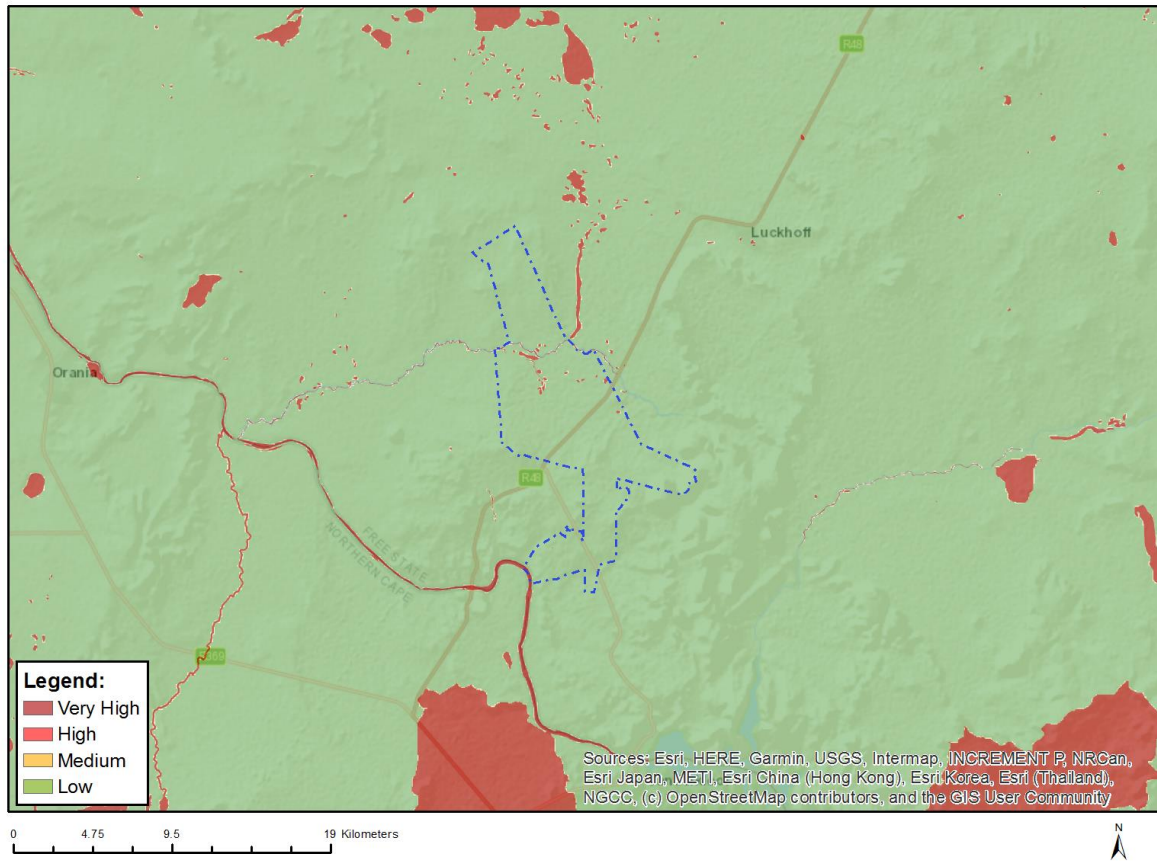 R48
Luckhoff
Orania
R48
FREE STATE
NORTHERN CAPE
R369
Legend:
Very High
High
Medium
Low
Sources: Esri, HERE, Garmin, USGS, Intermap, INCREMENT P, NRCan,
Esri Japan, METI, Esri China (Hong Kong), Esri Korea, Esri (Thailand),
NGCC, (c) OpenStreetMap contributors, and the GIS User Community
0 4.75 9.5 19 Kilometers
N